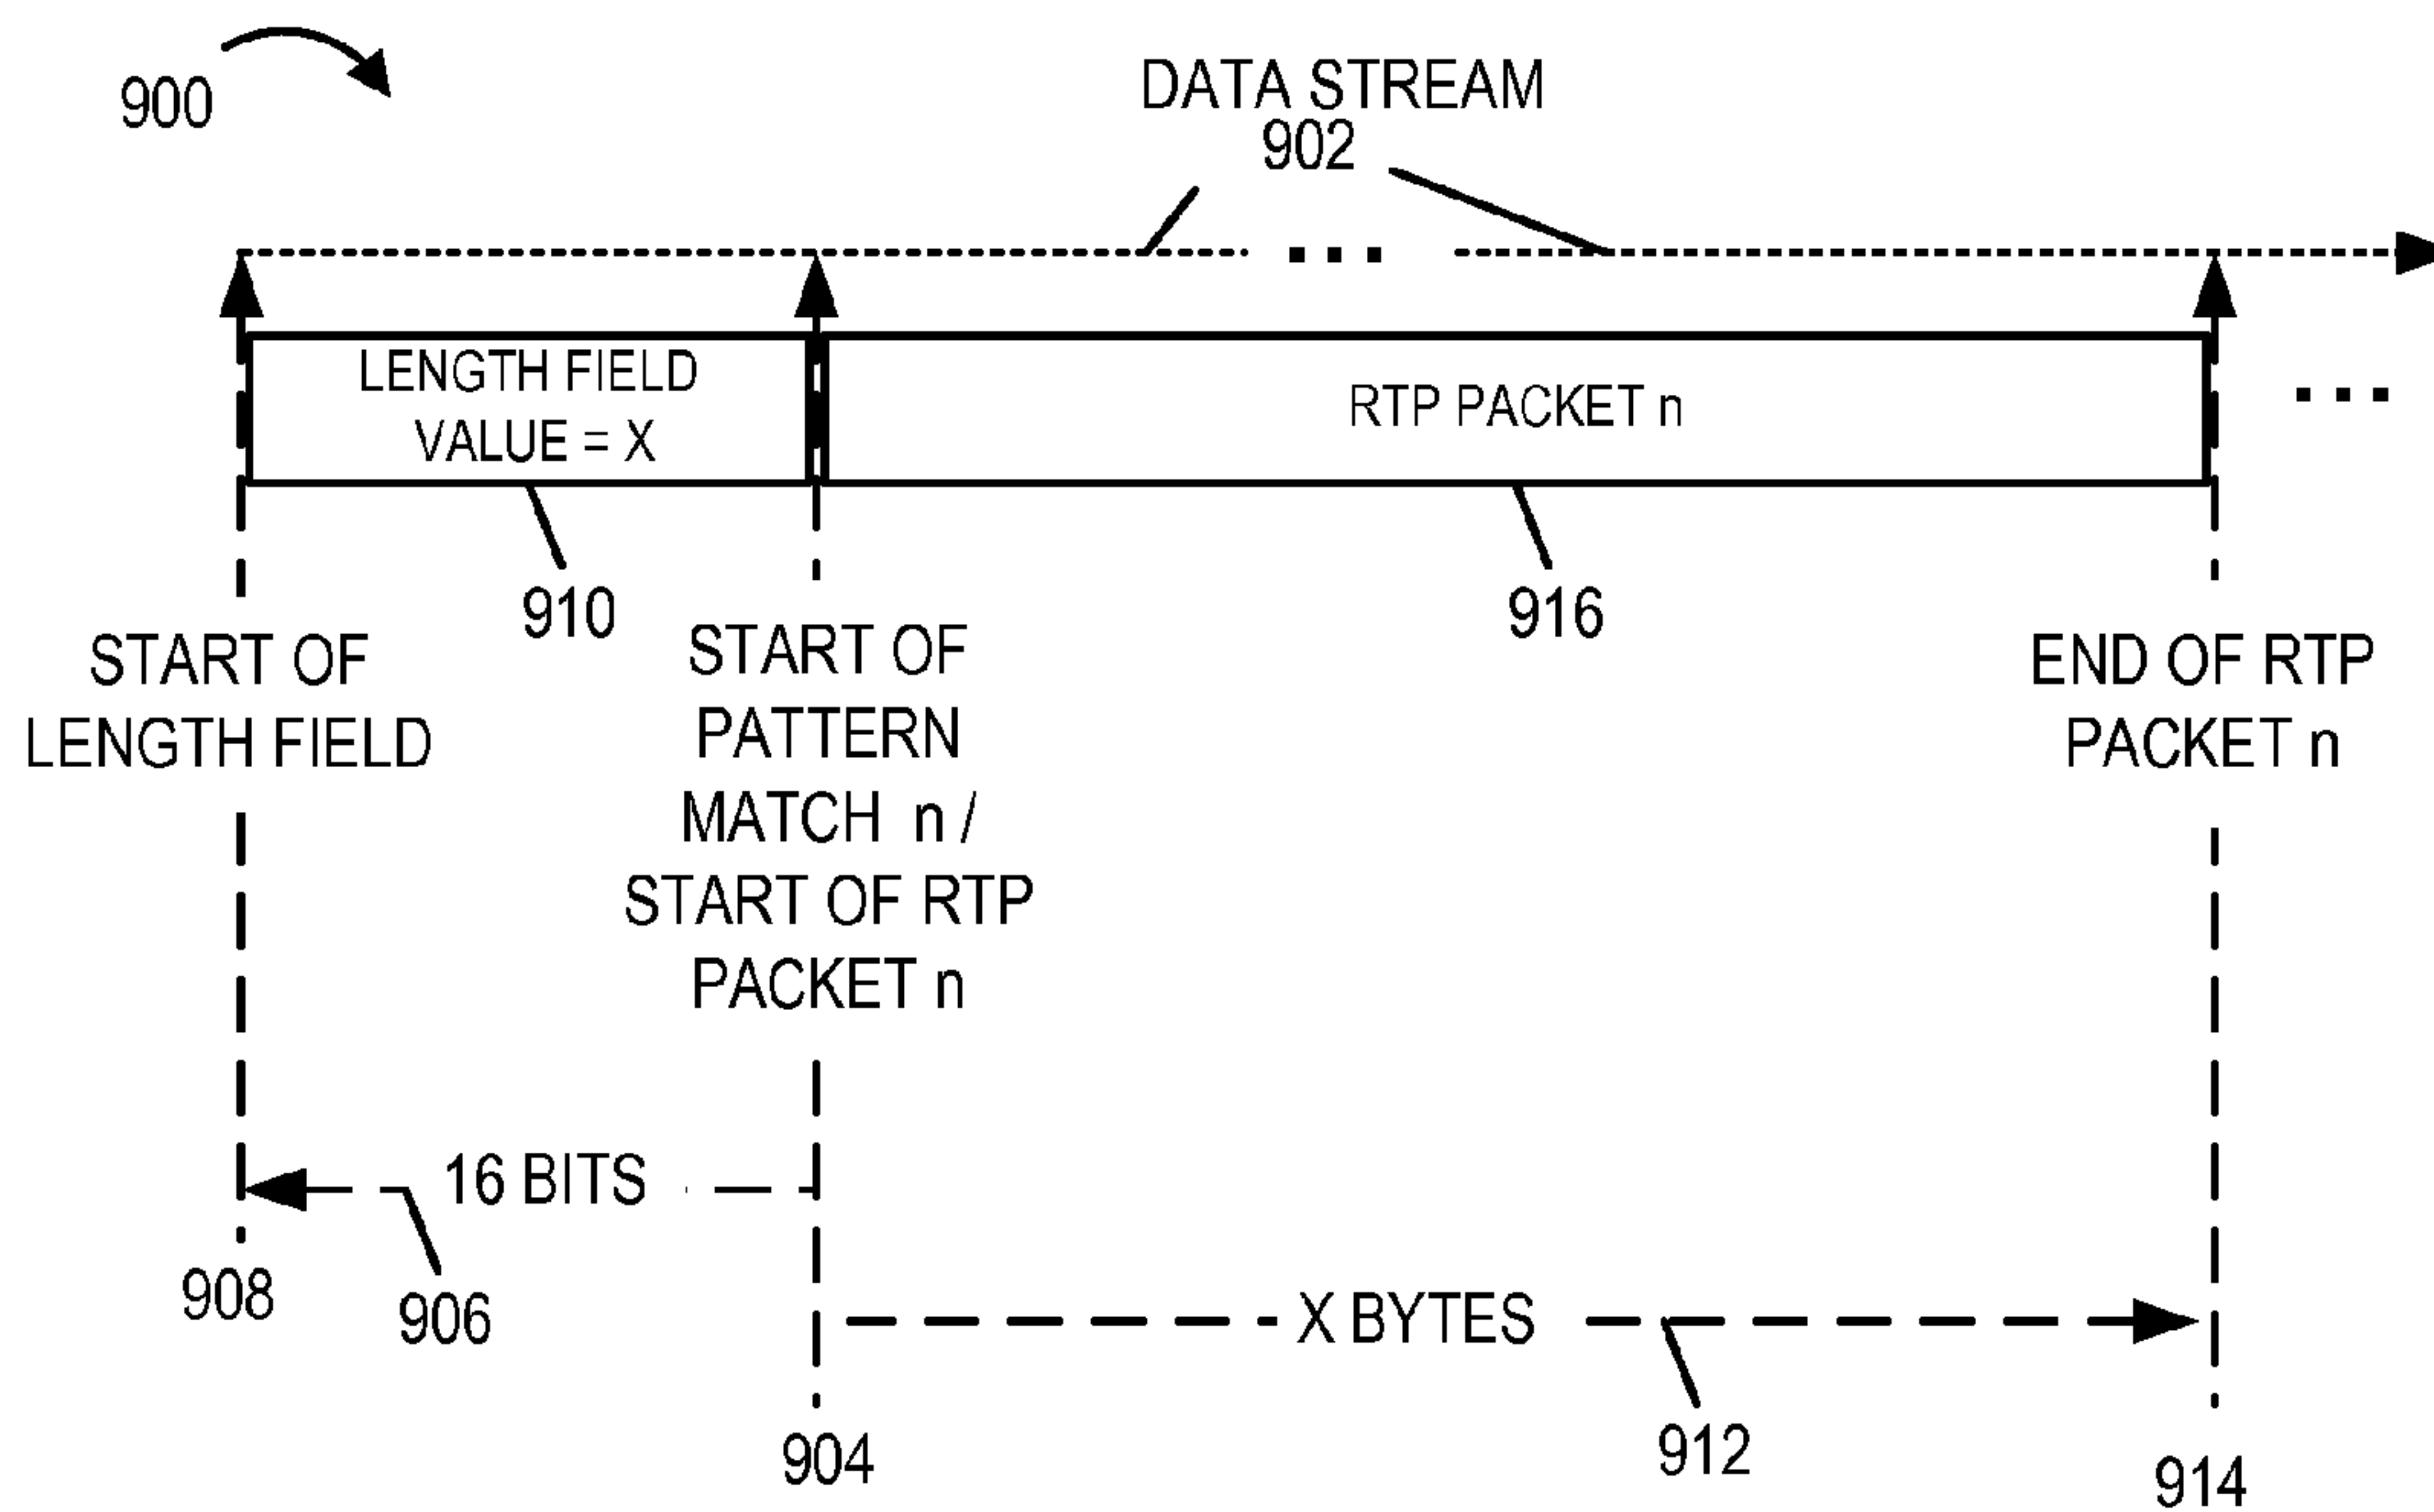 900
DATA STREAM
902
...
LENGTH FIELD
VALUE = X
RTP PACKET n
...
910
916
START OF
LENGTH FIELD
START OF
PATTERN
MATCH n /
START OF RTP
PACKET n
END OF RTP
PACKET n
16 BITS
908
906
X BYTES
904
912
914